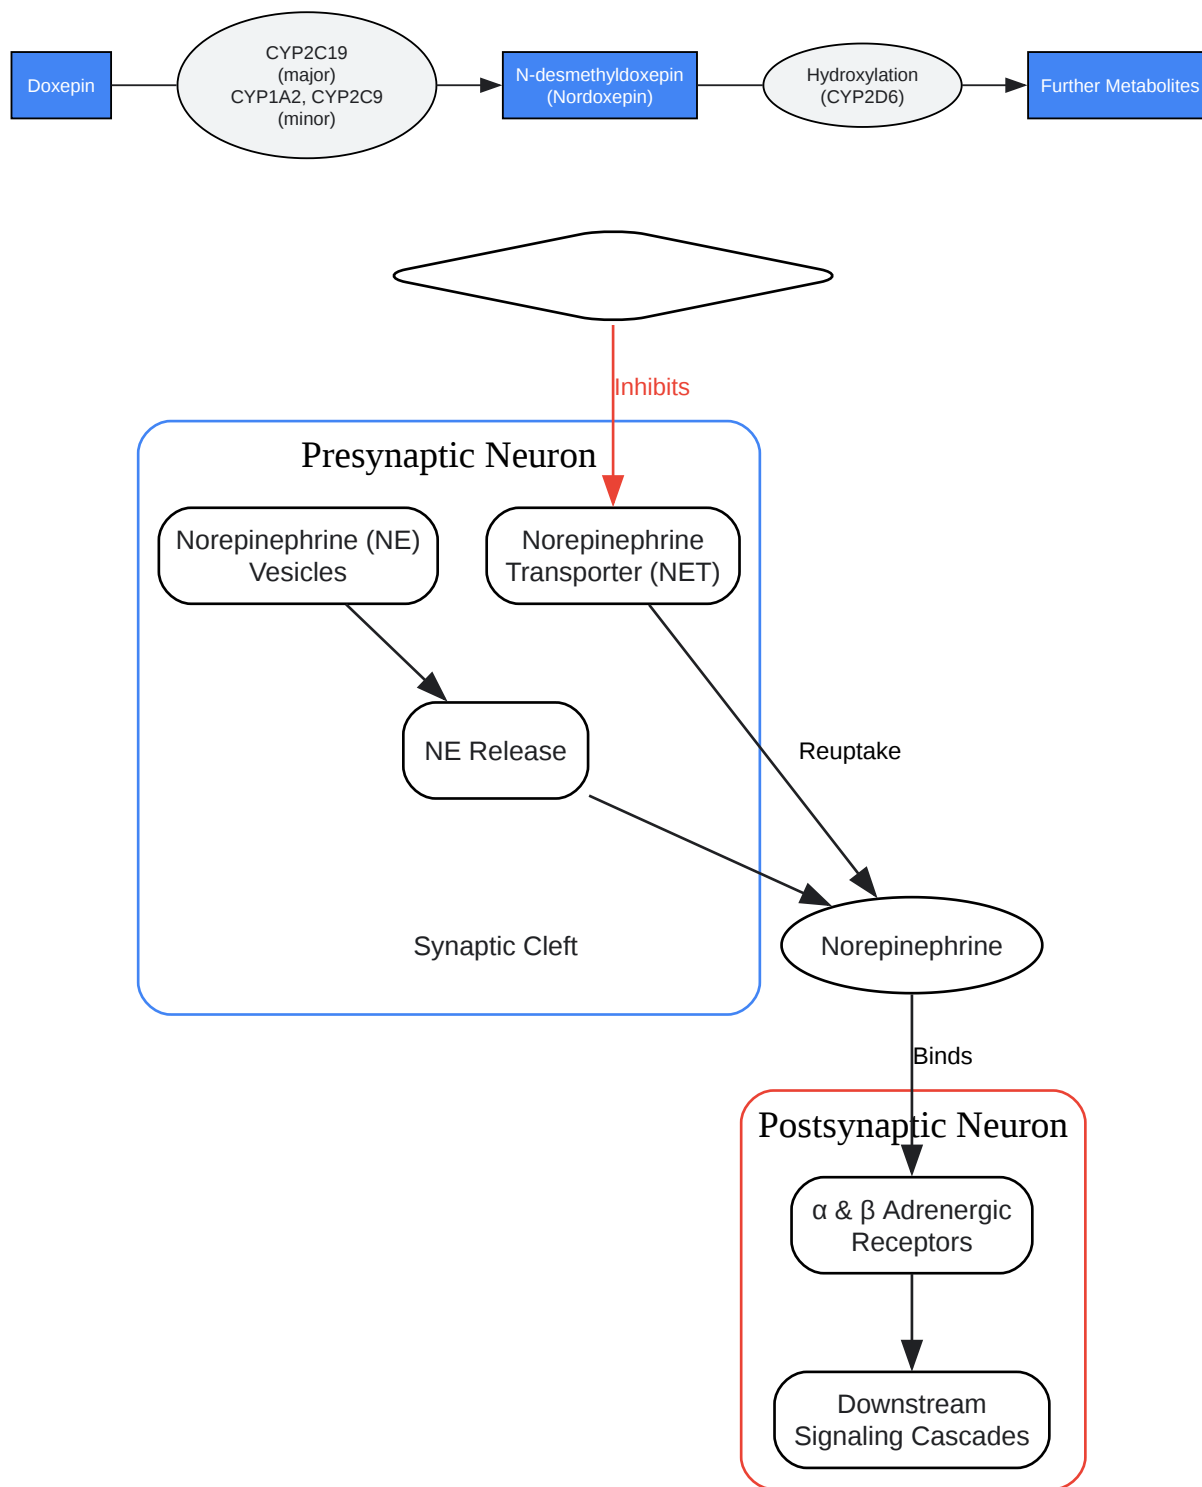 Doxepin
CYP2C19
(major)
CYP1A2, CYP2C9
(minor)
N-desmethyldoxepin
(Nordoxepin)
Hydroxylation
(CYP2D6)
Further Metabolites
Inhibits
Presynaptic Neuron
Norepinephrine (NE)
Vesicles
Norepinephrine
Transporter (NET)
NE Release
Reuptake
Synaptic Cleft
Norepinephrine
Binds
Postsynaptic Neuron
α & β Adrenergic
Receptors
Downstream
Signaling Cascades